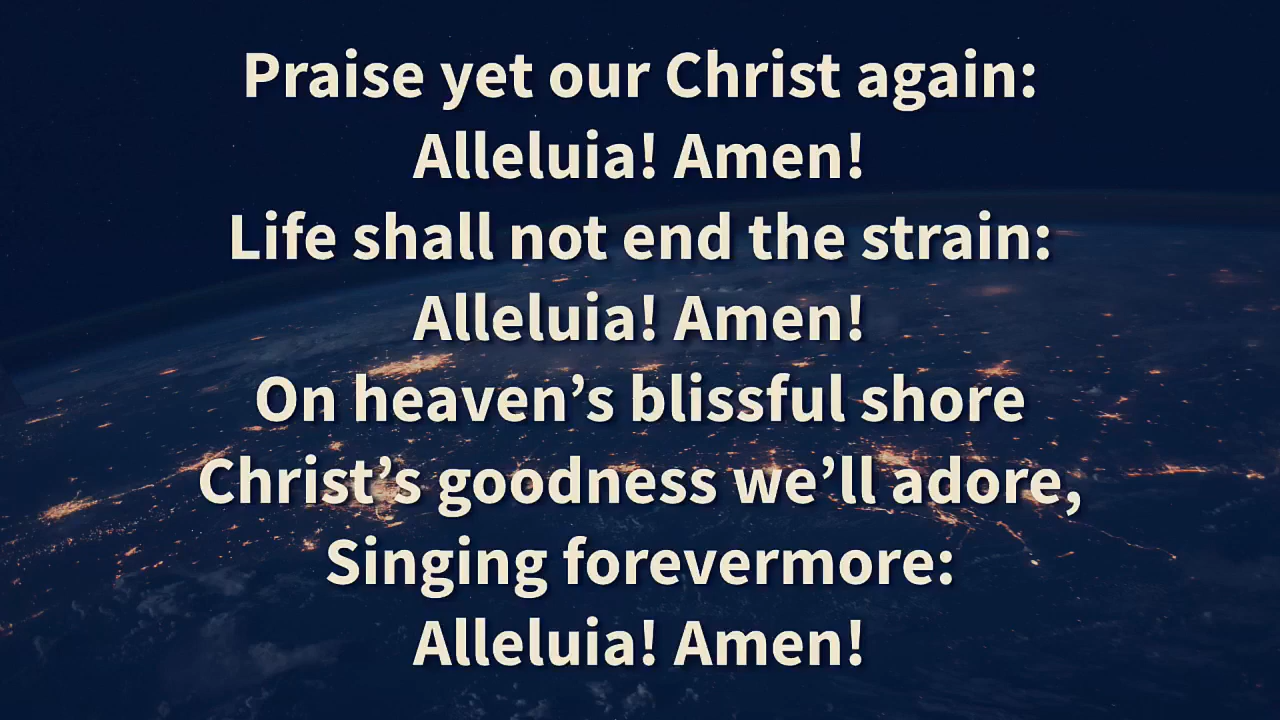 Praise yet our Christ again:
Alleluia! Amen!
Life shall not end the strain:
Alleluia! Amen!
On heaven’s blissful shore
Christ’s goodness we’ll adore,
Singing forevermore:
Alleluia! Amen!